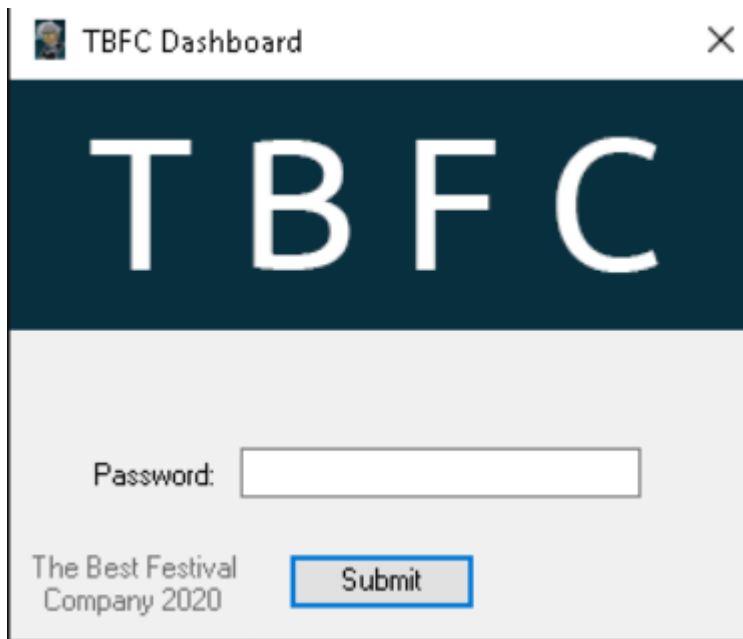 TBFC Dashboard
T B F C
Password:
The Best Festival
Company 2020
Submit